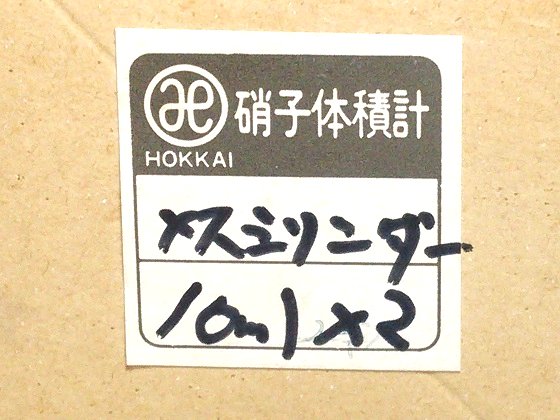 硝子体積計
HOKKAI
メスシリンダー
10ml×2